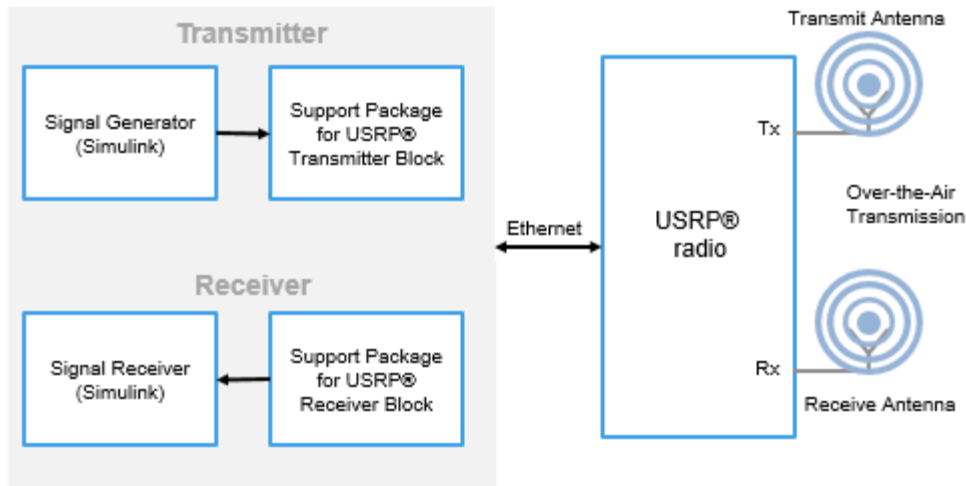 Transmitter
Signal Generator
(Simulink)
Support Package
for USRP®
Transmitter Block
Receiver
Signal Receiver
(Simulink)
Support Package
for USRP®
Receiver Block
Ethernet
USRP®
radio
Tx
Rx
Transmit Antenna
Over-the-Air
Transmission
Receive Antenna